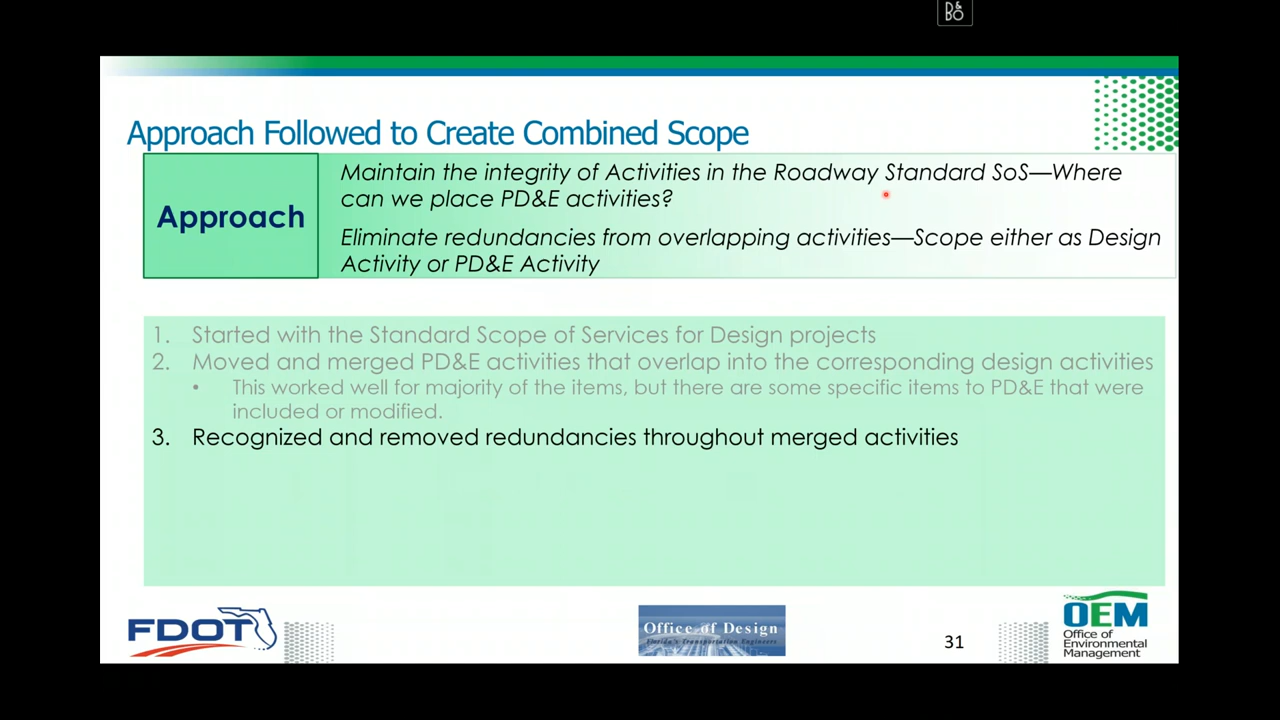 B&O
Approach Followed to Create Combined Scope
Approach
Maintain the integrity of Activities in the Roadway Standard SoS—Where
can we place PD&E activities?
Eliminate redundancies from overlapping activities—Scope either as Design
Activity or PD&E Activity
1. Started with the Standard Scope of Services for Design projects
2. Moved and merged PD&E activities that overlap into the corresponding design activities
• This worked well for majority of the items, but there are some specific items to PD&E that were
included or modified.
3. Recognized and removed redundancies throughout merged activities
FDOT
Office of Design
Florida's Transportation Engineers
31
OEM
Office of
Environmental
Management